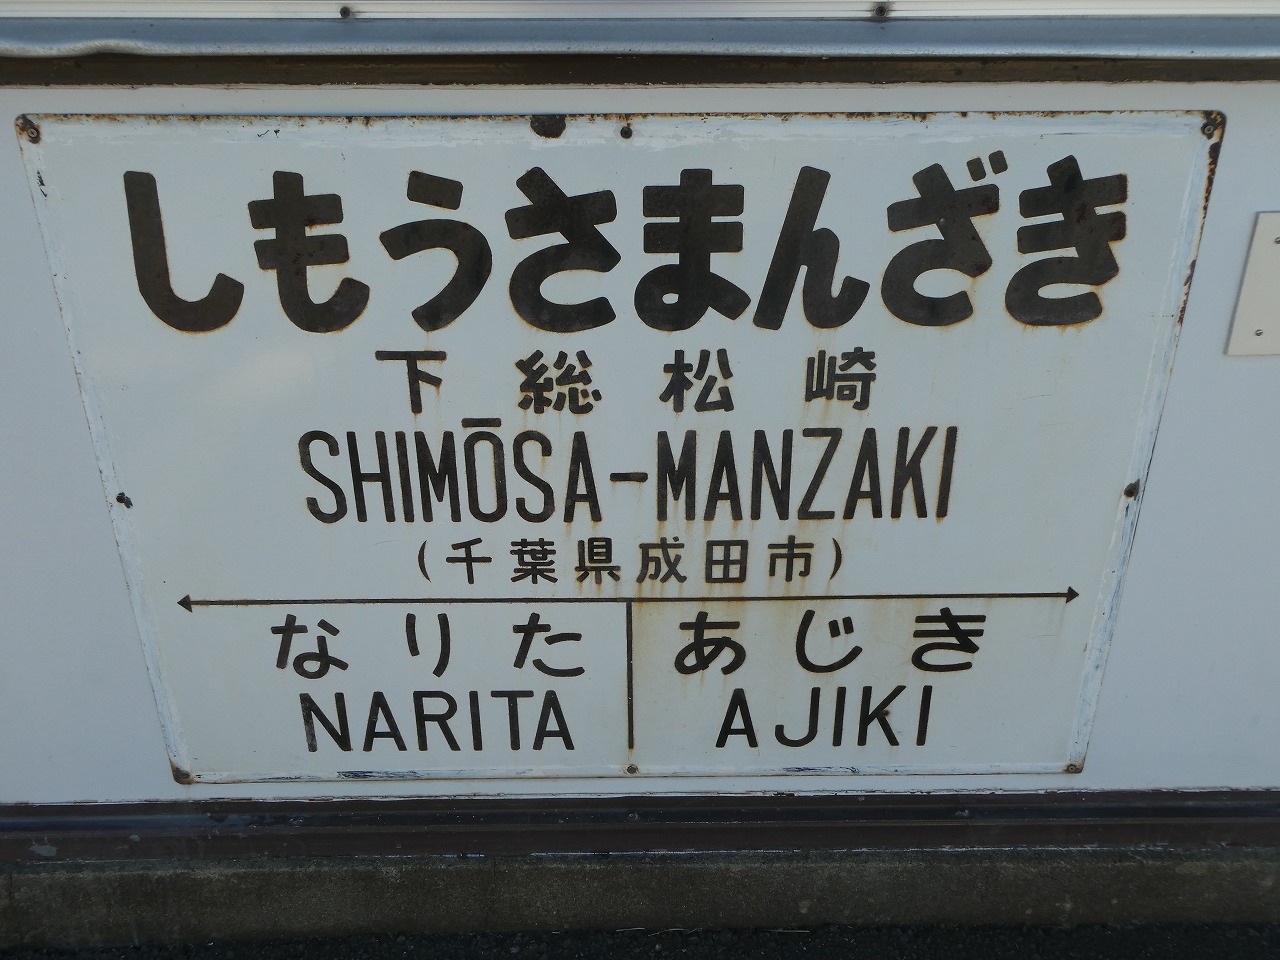 しもうさまんざき
下総松崎
SHIMŌSA-MANZAKI
(千葉県成田市)
なりた あじき
NARITA AJIKI